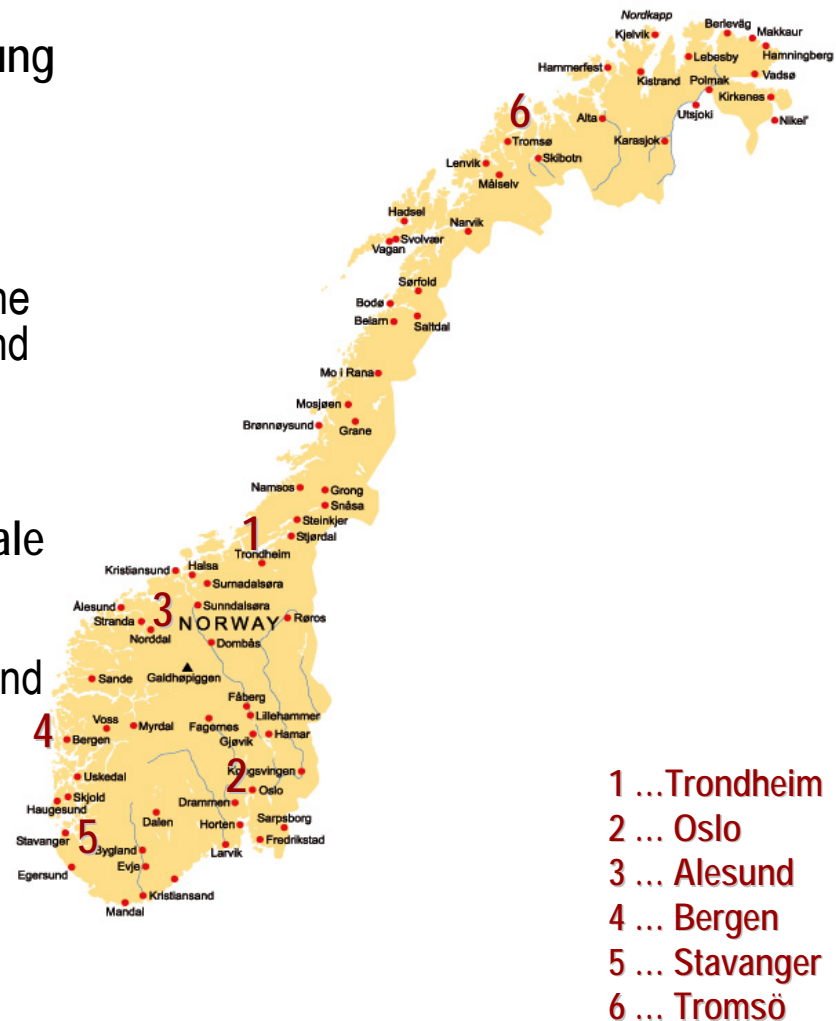 ung
ne
nd
ale
nd
Nordkapp
Kjelvik
Berleväg
Makkaur
Hamningberg
Lebesby
Hammerfest
Kistrand
Vadsø
Polmak
Kirkenes
6
Alta
Utsjoki
Nikel'
Tromsø
Karasjok
Skibotn
Lenvik
Målselv
Hadsel
Narvik
Svolvær
Vagan
Sørfold
Bodø
Beiarn
Saltdal
Mo i Rana
Mosjøen
Brønnøysund
Grane
Namsos
Grong
Snåsa
Steinkjer
1
Stjørdal
Trondheim
Kristiansund
Halsa
Surnadalsøra
Ålesund
3
Sunndalsøra
Stranda
NORWAY
Røros
Norddal
Dombås
Galdhøpiggen
Sande
Fåberg
Lillehammer
Voss
Myrdal
Fagernes
4
Bergen
Gjøvik
Hamar
2
Kongsvingen
Uskedal
Oslo
Skjold
Drammen
Haugesund
Dalen
Horten
Sarpsborg
Stavanger
5
Fredrikstad
Bygland
Larvik
Egersund
Evje
Kristiansand
Mandal
1 ...Trondheim
2 ... Oslo
3 ... Alesund
4 ... Bergen
5 ... Stavanger
6 ... Tromsö